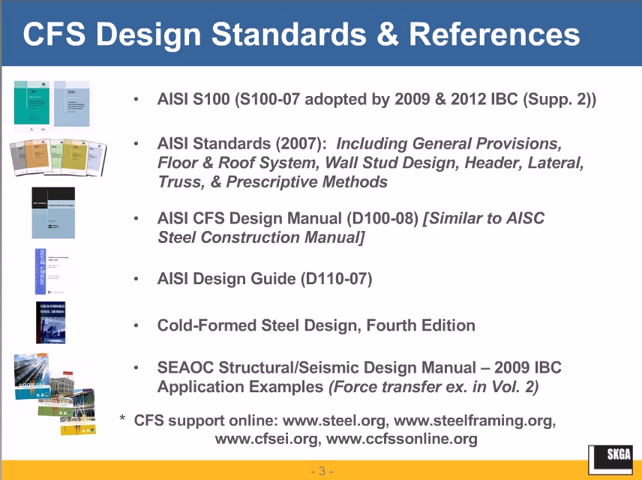 CFS Design Standards & References
• AISI S100 (S100-07 adopted by 2009 & 2012 IBC (Supp. 2))
• AISI Standards (2007): Including General Provisions,
Floor & Roof System, Wall Stud Design, Header, Lateral,
Truss, & Prescriptive Methods
• AISI CFS Design Manual (D100-08) [Similar to AISC
Steel Construction Manual]
• AISI Design Guide (D110-07)
• Cold-Formed Steel Design, Fourth Edition
COLD-FORMED
STEEL DESIGN
• SEAOC Structural/Seismic Design Manual – 2009 IBC
Application Examples (Force transfer ex. in Vol. 2)
* CFS support online: www.steel.org, www.steelframing.org,
www.cfsei.org, www.ccfssonline.org
SKGA
- 3 -